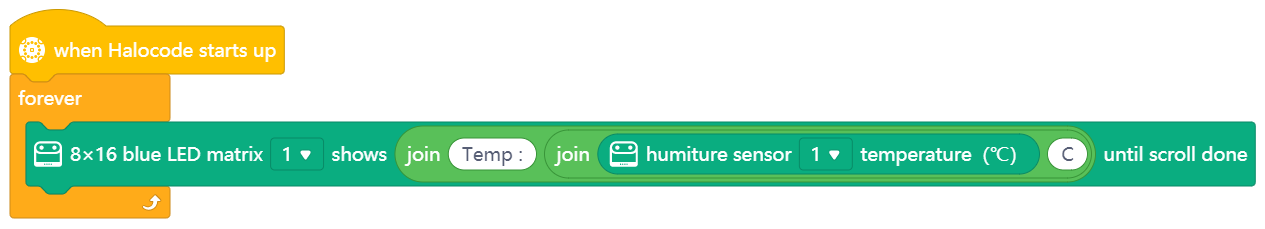 when Halocode starts up
forever
8×16 blue LED matrix 1 ▼ shows join Temp : join humiture sensor 1 ▼ temperature (℃) C until scroll done